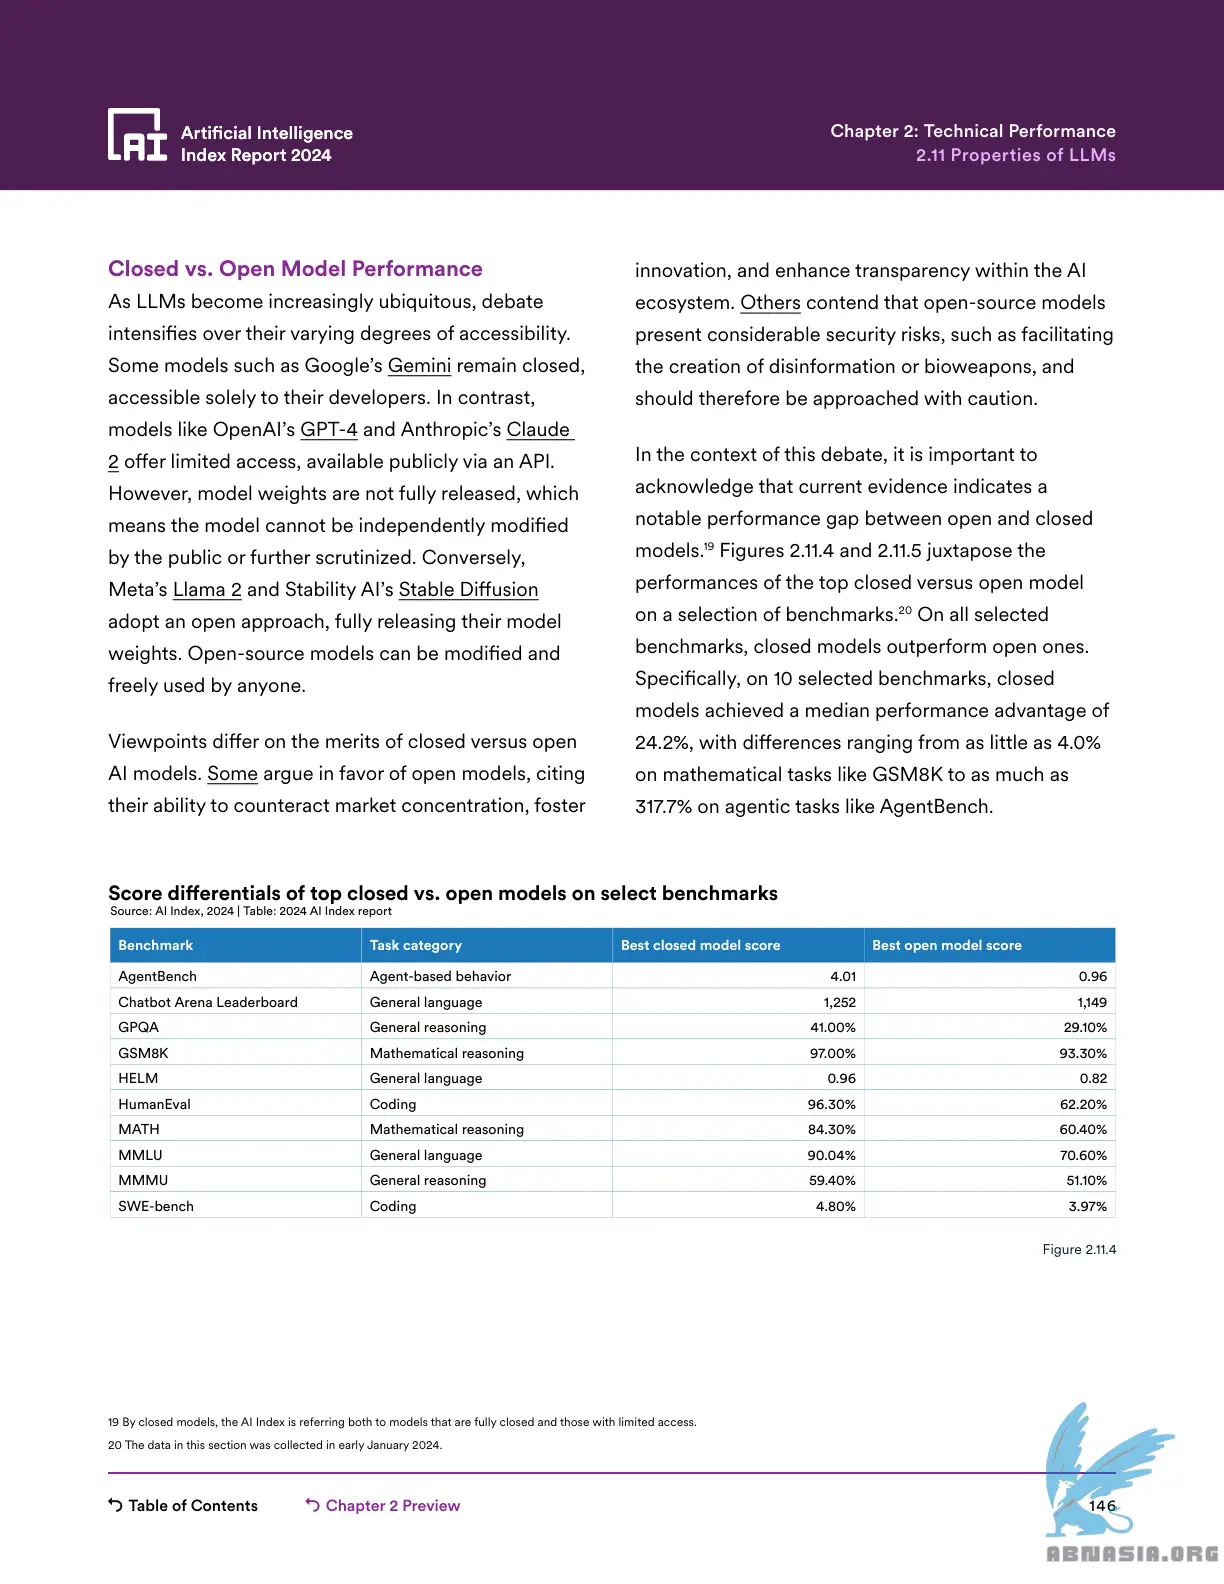 Artificial Intelligence
Index Report 2024
Chapter 2: Technical Performance
2.11 Properties of LLMs
Closed vs. Open Model Performance
As LLMs become increasingly ubiquitous, debate
intensifies over their varying degrees of accessibility.
Some models such as Google’s Gemini remain closed,
accessible solely to their developers. In contrast,
models like OpenAI’s GPT-4 and Anthropic’s Claude
2 offer limited access, available publicly via an API.
However, model weights are not fully released, which
means the model cannot be independently modified
by the public or further scrutinized. Conversely,
Meta’s Llama 2 and Stability AI’s Stable Diffusion
adopt an open approach, fully releasing their model
weights. Open-source models can be modified and
freely used by anyone.
Viewpoints differ on the merits of closed versus open
AI models. Some argue in favor of open models, citing
their ability to counteract market concentration, foster
innovation, and enhance transparency within the AI
ecosystem. Others contend that open-source models
present considerable security risks, such as facilitating
the creation of disinformation or bioweapons, and
should therefore be approached with caution.
In the context of this debate, it is important to
acknowledge that current evidence indicates a
notable performance gap between open and closed
models.19 Figures 2.11.4 and 2.11.5 juxtapose the
performances of the top closed versus open model
on a selection of benchmarks.20 On all selected
benchmarks, closed models outperform open ones.
Specifically, on 10 selected benchmarks, closed
models achieved a median performance advantage of
24.2%, with differences ranging from as little as 4.0%
on mathematical tasks like GSM8K to as much as
317.7% on agentic tasks like AgentBench.
Score differentials of top closed vs. open models on select benchmarks
Source: AI Index, 2024 | Table: 2024 AI Index report
Benchmark Task category Best closed model score Best open model score
AgentBench Agent-based behavior 4.01 0.96
Chatbot Arena Leaderboard General language 1,252 1,149
GPQA General reasoning 41.00% 29.10%
GSM8K Mathematical reasoning 97.00% 93.30%
HELM General language 0.96 0.82
HumanEval Coding 96.30% 62.20%
MATH Mathematical reasoning 84.30% 60.40%
MMLU General language 90.04% 70.60%
MMMU General reasoning 59.40% 51.10%
SWE-bench Coding 4.80% 3.97%
Figure 2.11.4
19 By closed models, the AI Index is referring both to models that are fully closed and those with limited access.
20 The data in this section was collected in early January 2024.
Table of Contents
Chapter 2 Preview
146
ABNASIA.ORG